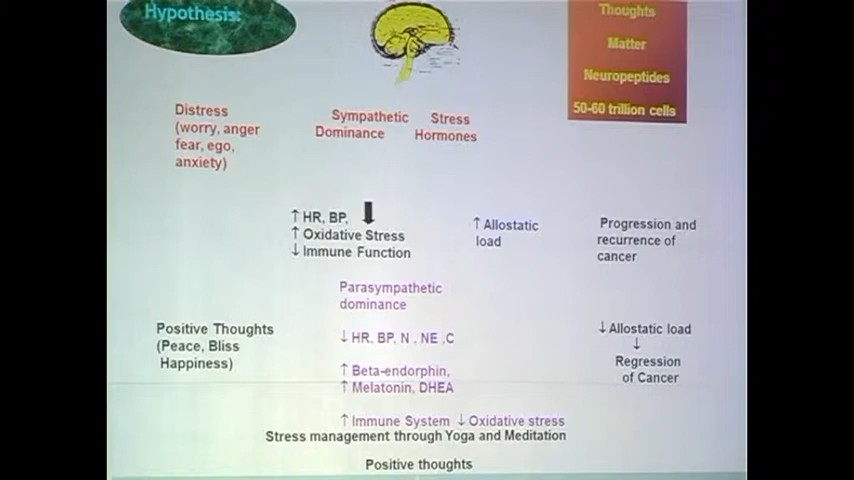 Hypothesis:
Thoughts
Matter
Neuropeptides
50-60 trillion cells
Distress
(worry, anger
fear, ego,
anxiety)
Sympathetic
Dominance
Stress
Hormones
↑ HR, BP,
↑ Oxidative Stress
↓ Immune Function
↑ Allostatic
load
Progression and
recurrence of
cancer
Parasympathetic
dominance
Positive Thoughts
(Peace, Bliss
Happiness)
↓ HR, BP, N , NE ,C
↑ Beta-endorphin,
↑ Melatonin, DHEA
↓ Allostatic load
↓
Regression
of Cancer
↑ Immune System ↓ Oxidative stress
Stress management through Yoga and Meditation
Positive thoughts